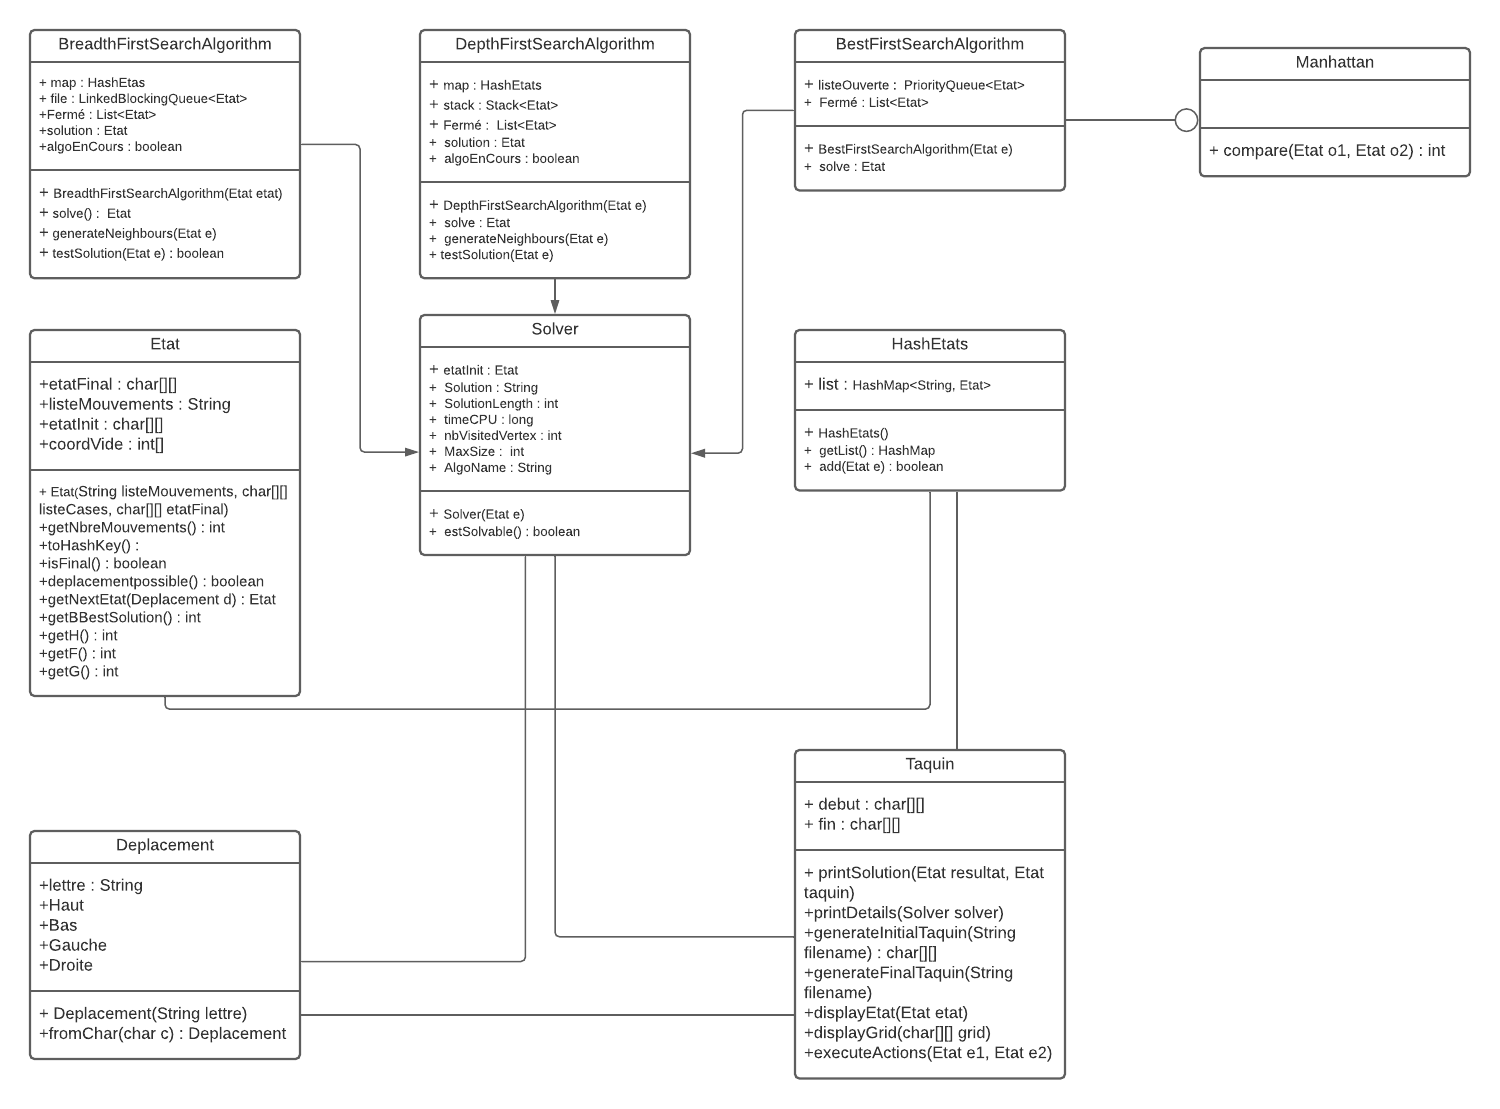 BreadthFirstSearchAlgorithm
+ map : HashEtas
+ file : LinkedBlockingQueue<Etat>
+Fermé : List<Etat>
+solution : Etat
+algoEnCours : boolean
+ BreadthFirstSearchAlgorithm(Etat etat)
+ solve() : Etat
+ generateNeighbours(Etat e)
+ testSolution(Etat e) : boolean
DepthFirstSearchAlgorithm
+ map : HashEtats
+ stack : Stack<Etat>
+ Fermé : List<Etat>
+ solution : Etat
+ algoEnCours : boolean
+ DepthFirstSearchAlgorithm(Etat e)
+ solve : Etat
+ generateNeighbours(Etat e)
+ testSolution(Etat e)
BestFirstSearchAlgorithm
+ listeOuverte : PriorityQueue<Etat>
+ Fermé : List<Etat>
+ BestFirstSearchAlgorithm(Etat e)
+ solve : Etat
Manhattan
+ compare(Etat o1, Etat o2) : int
Etat
+etatFinal : char[][]
+listeMouvements : String
+etatInit : char[][]
+coordVide : int[]
+ Etat(String listeMouvements, char[][]
listeCases, char[][] etatFinal)
+getNbreMouvements() : int
+toHashKey() :
+isFinal() : boolean
+deplacementpossible() : boolean
+getNextEtat(Deplacement d) : Etat
+getBBestSolution() : int
+getH() : int
+getF() : int
+getG() : int
Solver
+ etatInit : Etat
+ Solution : String
+ SolutionLength : int
+ timeCPU : long
+ nbVisitedVertex : int
+ MaxSize : int
+ AlgoName : String
+ Solver(Etat e)
+ estSolvable() : boolean
HashEtats
+ list : HashMap<String, Etat>
+ HashEtats()
+ getList() : HashMap
+ add(Etat e) : boolean
Deplacement
+lettre : String
+Haut
+Bas
+Gauche
+Droite
+ Deplacement(String lettre)
+fromChar(char c) : Deplacement
Taquin
+ debut : char[][]
+ fin : char[][]
+ printSolution(Etat resultat, Etat
taquin)
+printDetails(Solver solver)
+generateInitialTaquin(String
filename) : char[][]
+generateFinalTaquin(String
filename)
+displayEtat(Etat etat)
+displayGrid(char[][] grid)
+executeActions(Etat e1, Etat e2)